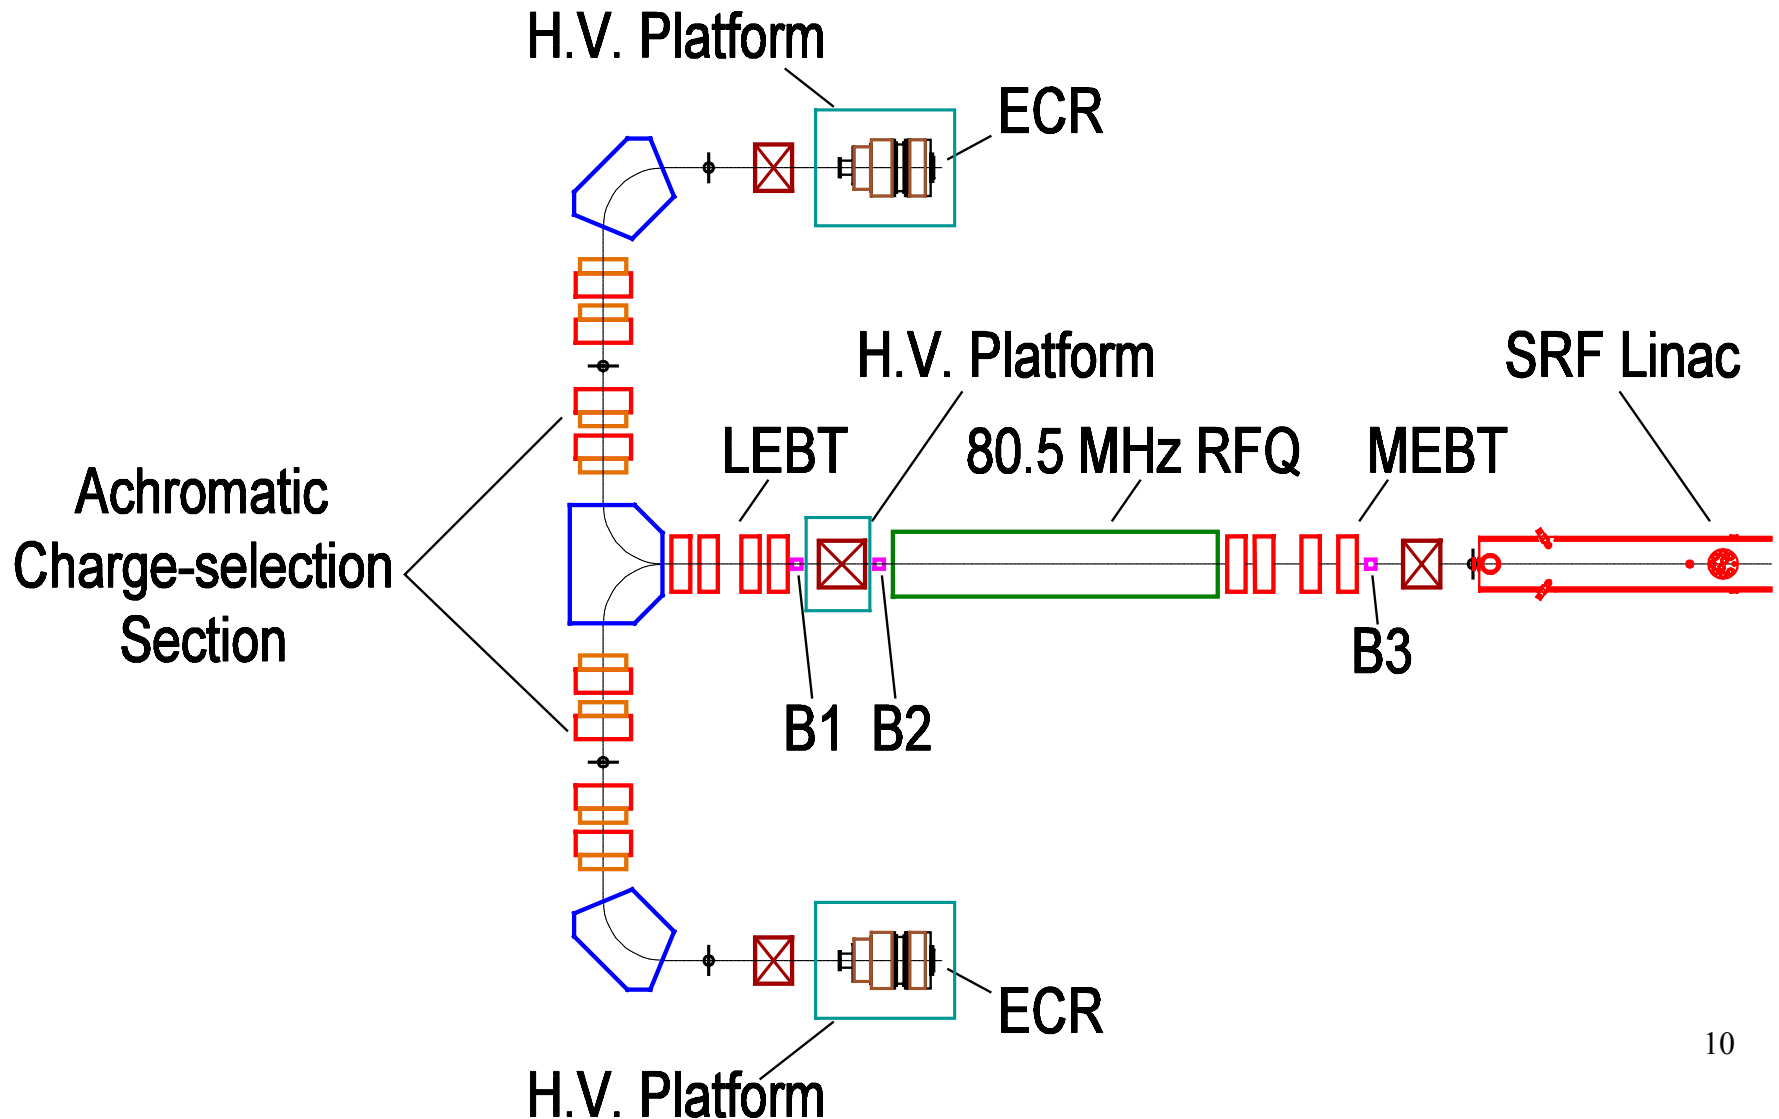 H.V. Platform
ECR
H.V. Platform
SRF Linac
LEBT
80.5 MHz RFQ
MEBT
Achromatic
Charge-selection
Section
B1
B2
B3
ECR
H.V. Platform
10